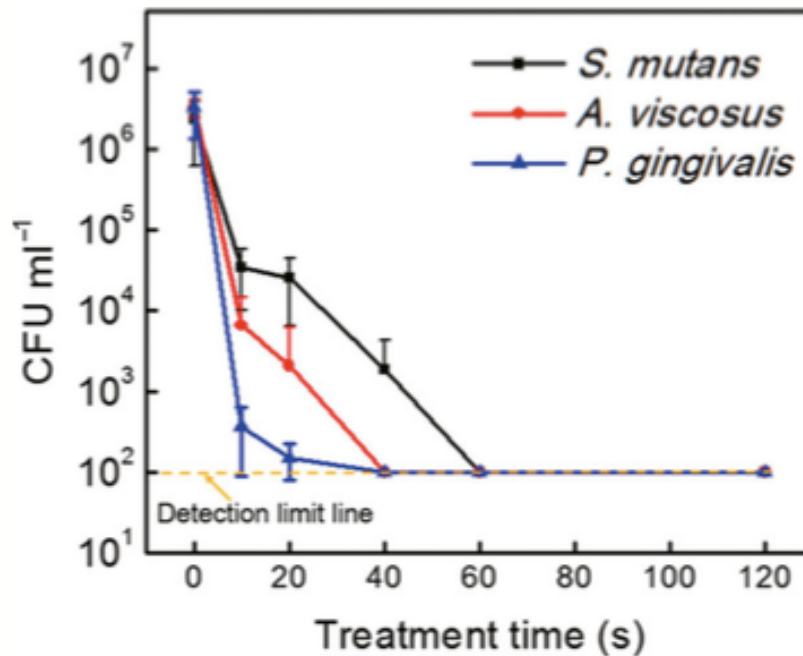 10⁷
10⁶
10⁵
10⁴
10³
10²
10¹
CFU ml⁻¹
S. mutans
A. viscosus
P. gingivalis
Detection limit line
0 20 40 60 80 100 120
Treatment time (s)